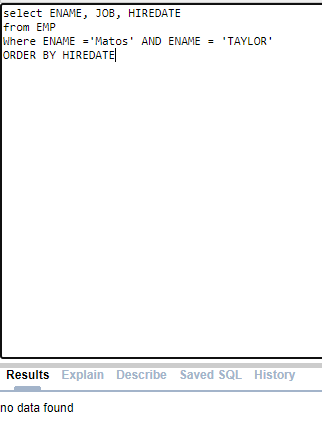 select ENAME, JOB, HIREDATE
from EMP
Where ENAME ='Matos' AND ENAME = 'TAYLOR'
ORDER BY HIREDATE
Results Explain Describe Saved SQL History
no data found